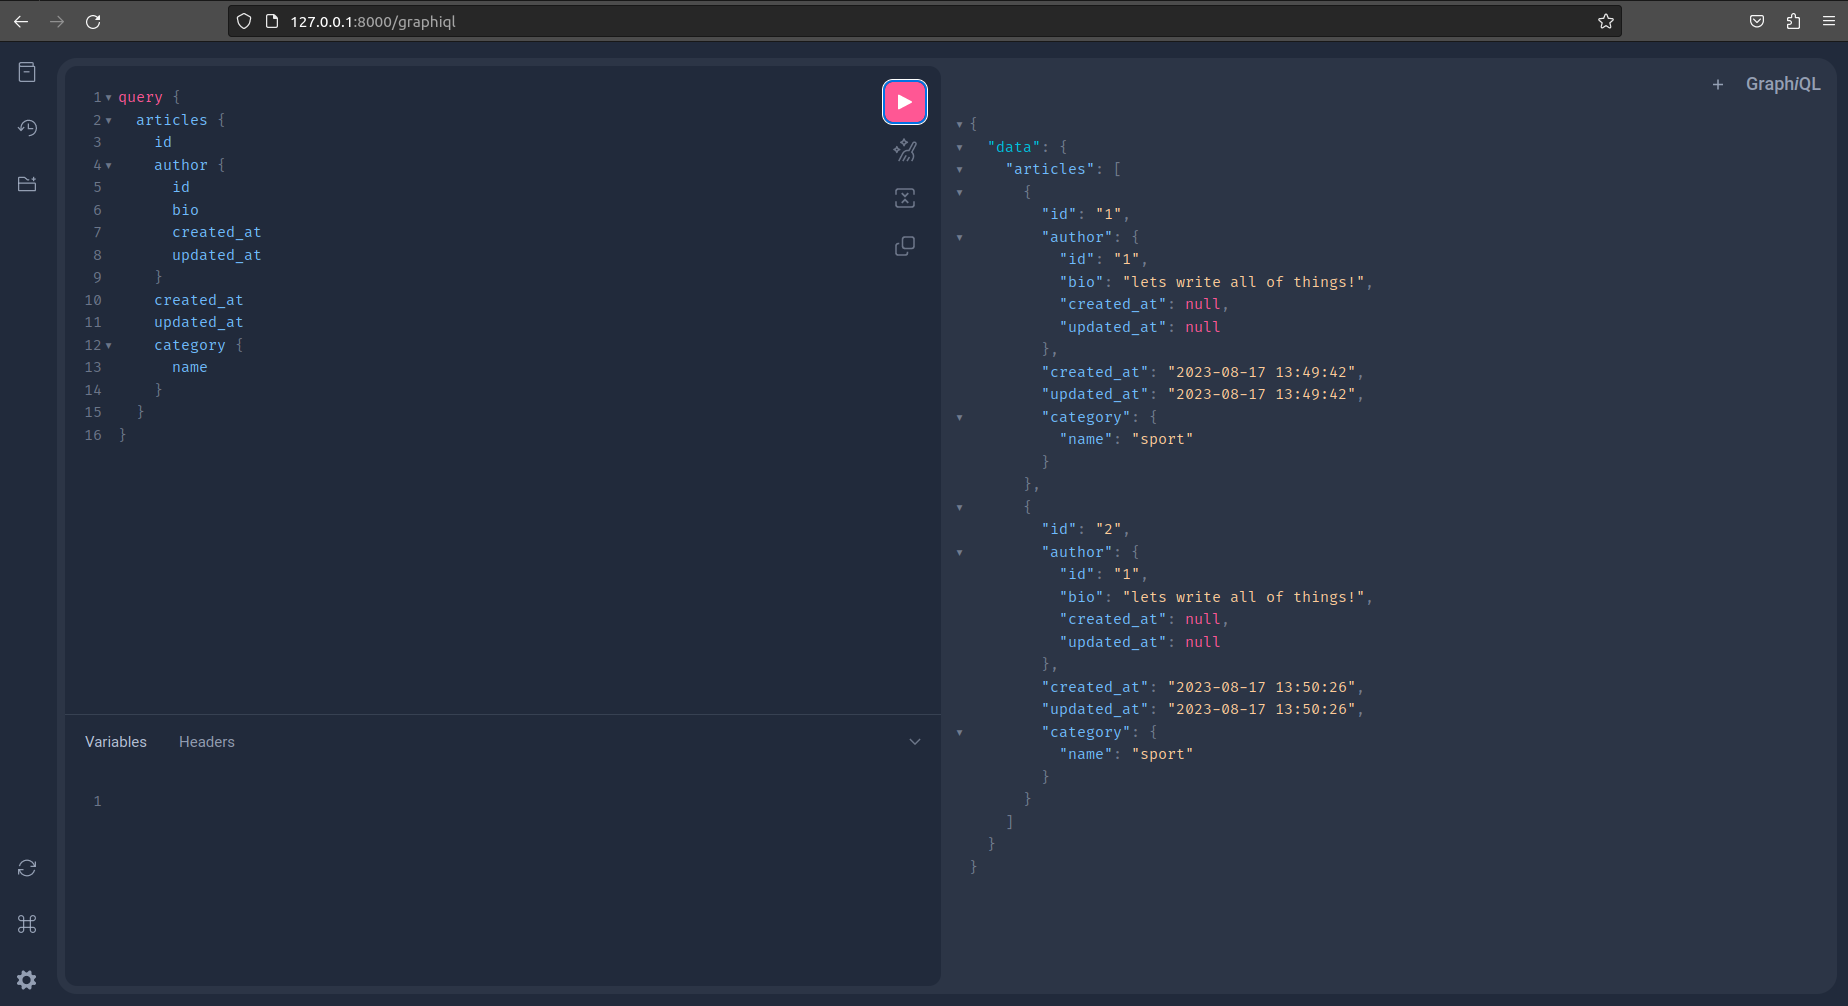 127.0.0.1:8000/graphiql
1 query {
2 articles {
3 id
4 author {
5 id
6 bio
7 created_at
8 updated_at
9 }
10 created_at
11 updated_at
12 category {
13 name
14 }
15 }
16 }
Variables Headers
1
+ GraphiQL
{
"data": {
"articles": [
{
"id": "1",
"author": {
"id": "1",
"bio": "lets write all of things!",
"created_at": null,
"updated_at": null
},
"created_at": "2023-08-17 13:49:42",
"updated_at": "2023-08-17 13:49:42",
"category": {
"name": "sport"
}
},
{
"id": "2",
"author": {
"id": "1",
"bio": "lets write all of things!",
"created_at": null,
"updated_at": null
},
"created_at": "2023-08-17 13:50:26",
"updated_at": "2023-08-17 13:50:26",
"category": {
"name": "sport"
}
}
]
}
}